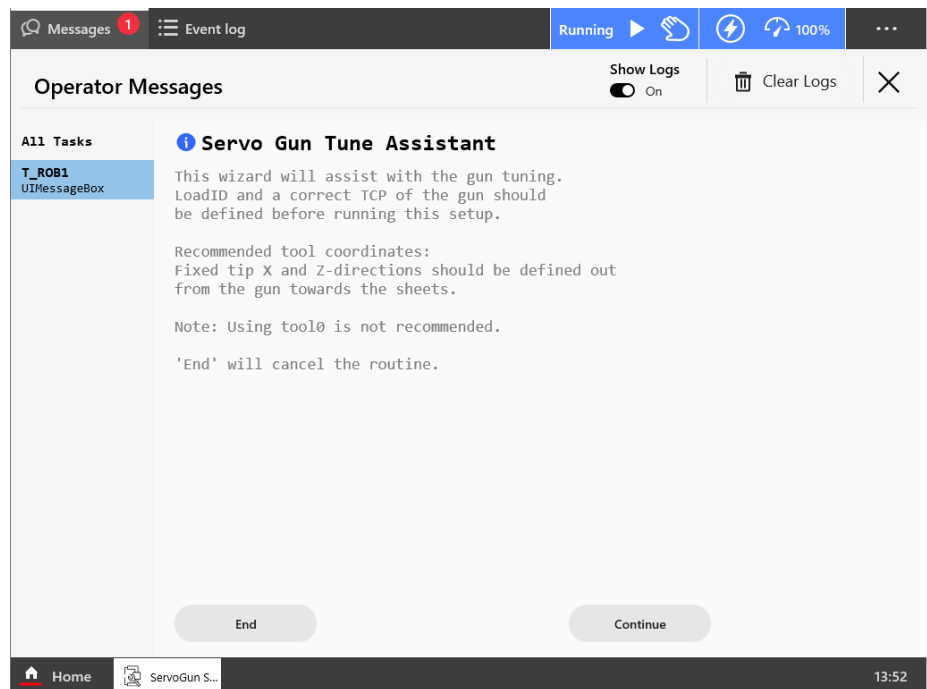 Messages 1 Event log Running 100% ...
Operator Messages Show Logs On Clear Logs
All Tasks
T_ROB1
UIMessageBox
Servo Gun Tune Assistant
This wizard will assist with the gun tuning.
LoadID and a correct TCP of the gun should
be defined before running this setup.
Recommended tool coordinates:
Fixed tip X and Z-directions should be defined out
from the gun towards the sheets.
Note: Using tool0 is not recommended.
'End' will cancel the routine.
End Continue
Home ServoGun S... 13:52